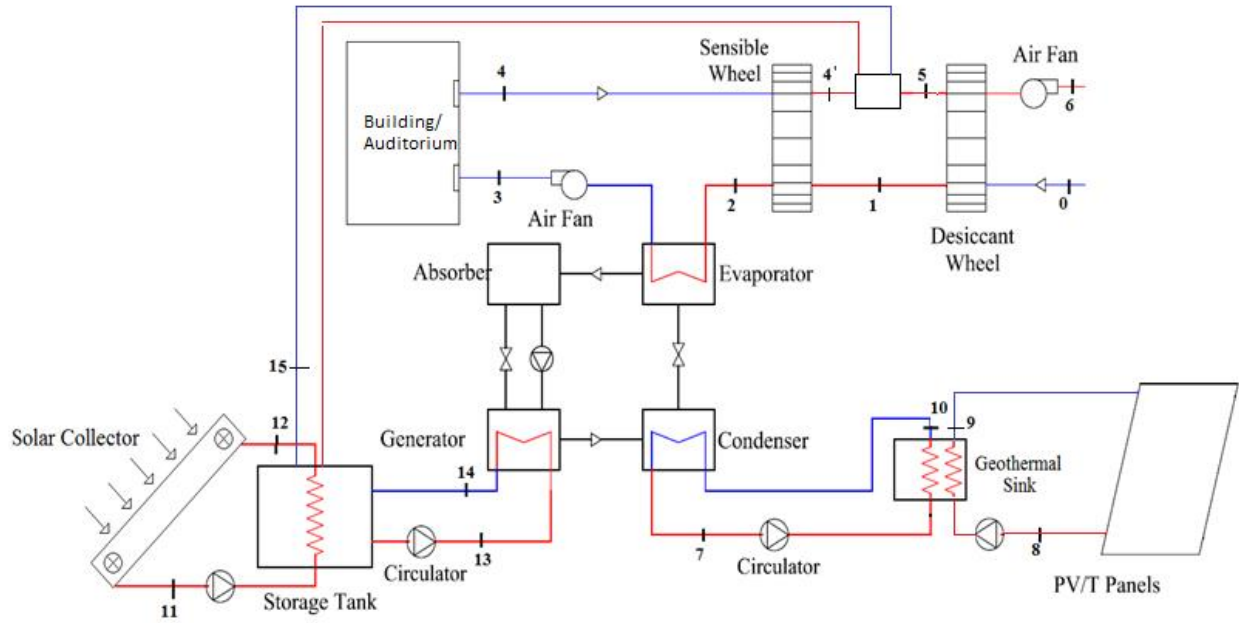 Sensible
Wheel
4'
5
Air Fan
6
4
Building/
Auditorium
3
Air Fan
2
1
0
Desiccant
Wheel
Absorber
Evaporator
15
12
Solar Collector
Generator
Condenser
10
9
Geothermal
Sink
14
13
Circulator
7
Circulator
8
PV/T Panels
11
Storage Tank